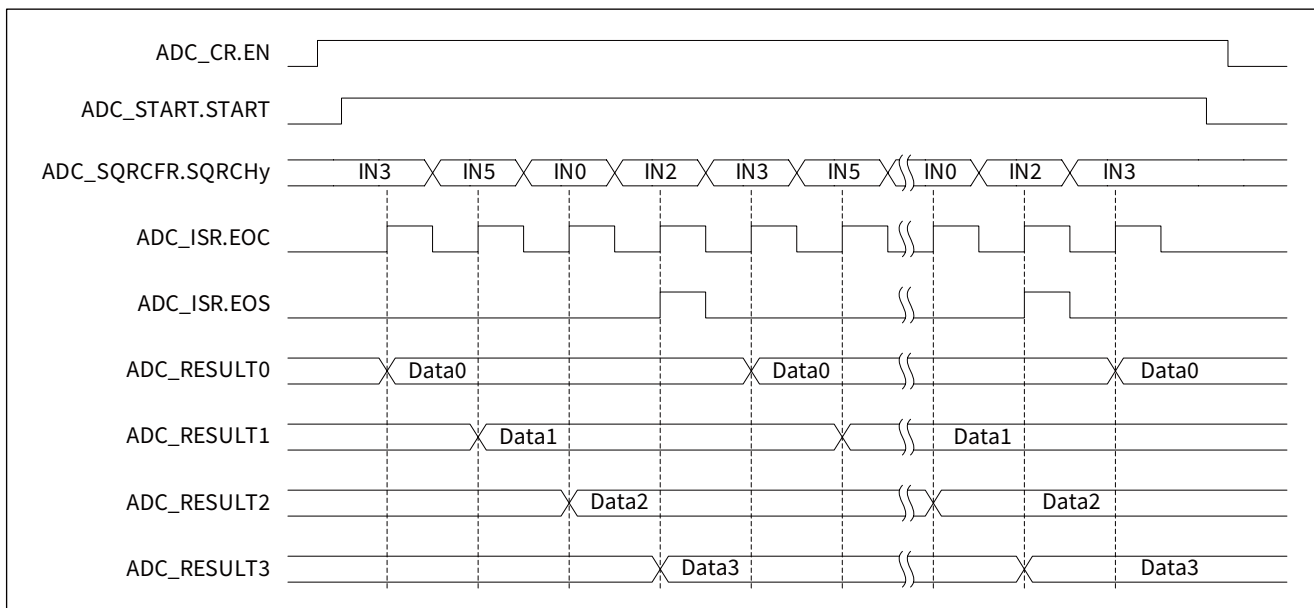 ADC_CR.EN
ADC_START.START
ADC_SQRCFR.SQRCHy IN3 IN5 IN0 IN2 IN3 IN5 IN0 IN2 IN3
ADC_ISR.EOC
ADC_ISR.EOS
ADC_RESULT0 Data0 Data0 Data0
ADC_RESULT1 Data1 Data1
ADC_RESULT2 Data2 Data2
ADC_RESULT3 Data3 Data3